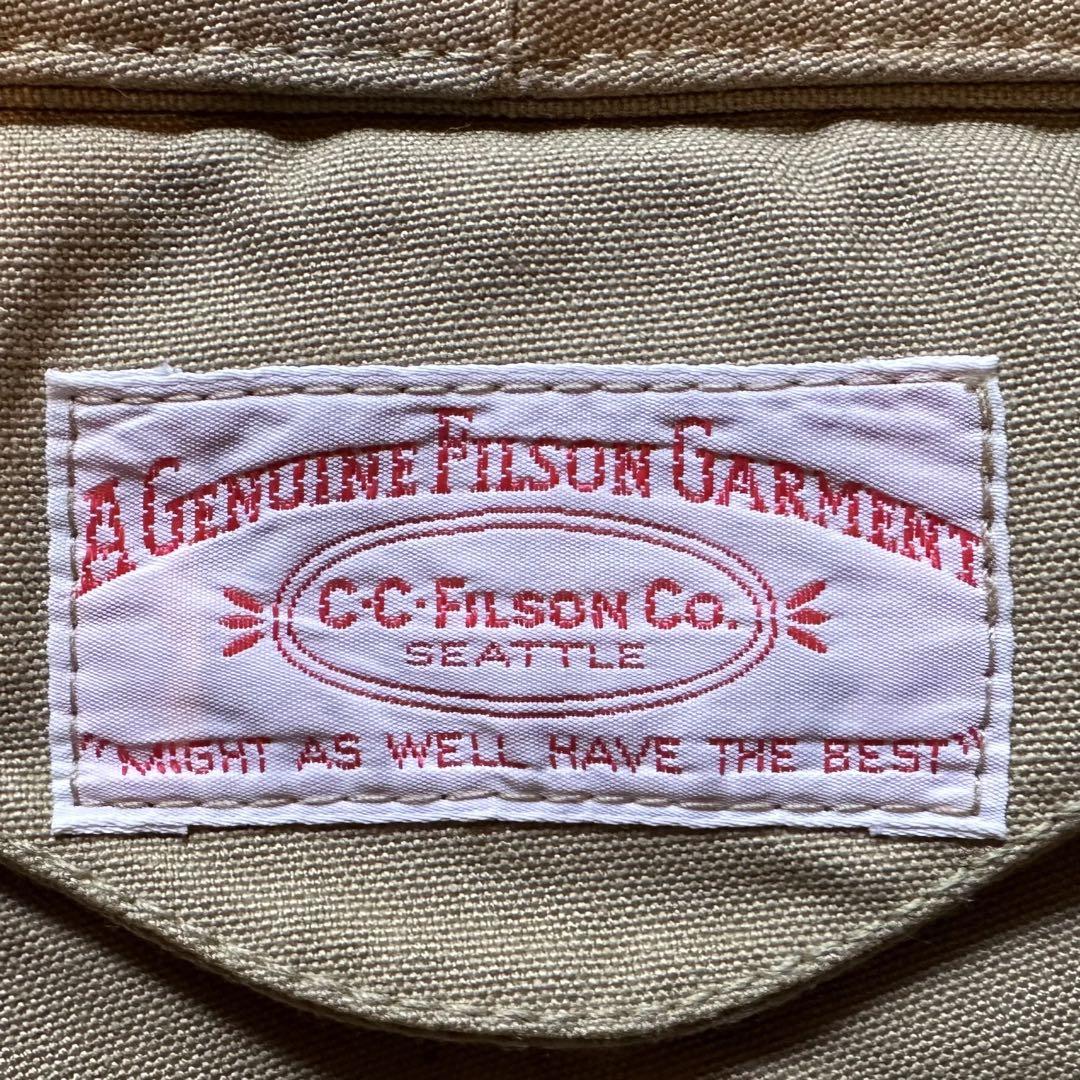 A GENUINE FILSON GARMENT
C·C·FILSON CO.
SEATTLE
"MIGHT AS WELL HAVE THE BEST"